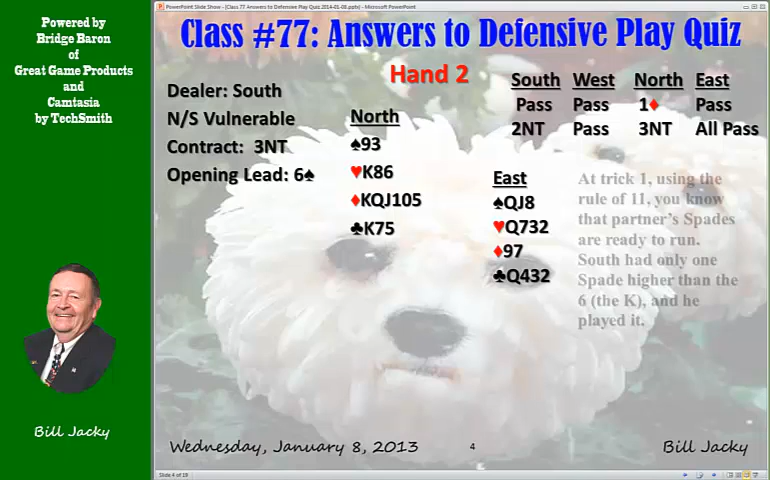 Powered by
Bridge Baron
of
Great Game Products
and
Camtasia
by TechSmith
Bill Jacky
PowerPoint Slide Show - [Class 77 Answers to Defensive Play Quiz.2014-01-08.pptx] - Microsoft PowerPoint
Class #77: Answers to Defensive Play Quiz
Hand 2
Dealer: South
N/S Vulnerable
Contract: 3NT
Opening Lead: 6♠
North
♠93
♥K86
♦KQJ105
♣K75
South West North East
Pass Pass 1♦ Pass
2NT Pass 3NT All Pass
East
♠QJ8
♥Q732
♦97
♣Q432
At trick 1, using the
rule of 11, you know
that partner's Spades
are ready to run.
South had only one
Spade higher than the
6 (the K), and he
played it.
Wednesday, January 8, 2013
4
Bill Jacky
Slide 4 of 19